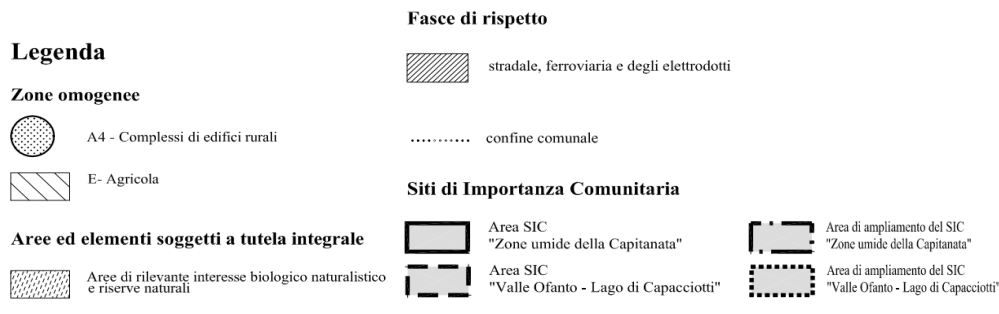 Legenda
Zone omogenee
A4 - Complessi di edifici rurali
E- Agricola
Aree ed elementi soggetti a tutela integrale
Aree di rilevante interesse biologico naturalistico
e riserve naturali
Fasce di rispetto
stradale, ferroviaria e degli elettrodotti
confine comunale
Siti di Importanza Comunitaria
Area SIC
"Zone umide della Capitanata"
Area SIC
"Valle Ofanto - Lago di Capacciotti"
Area di ampliamento del SIC
"Zone umide della Capitanata"
Area di ampliamento del SIC
"Valle Ofanto - Lago di Capacciotti"